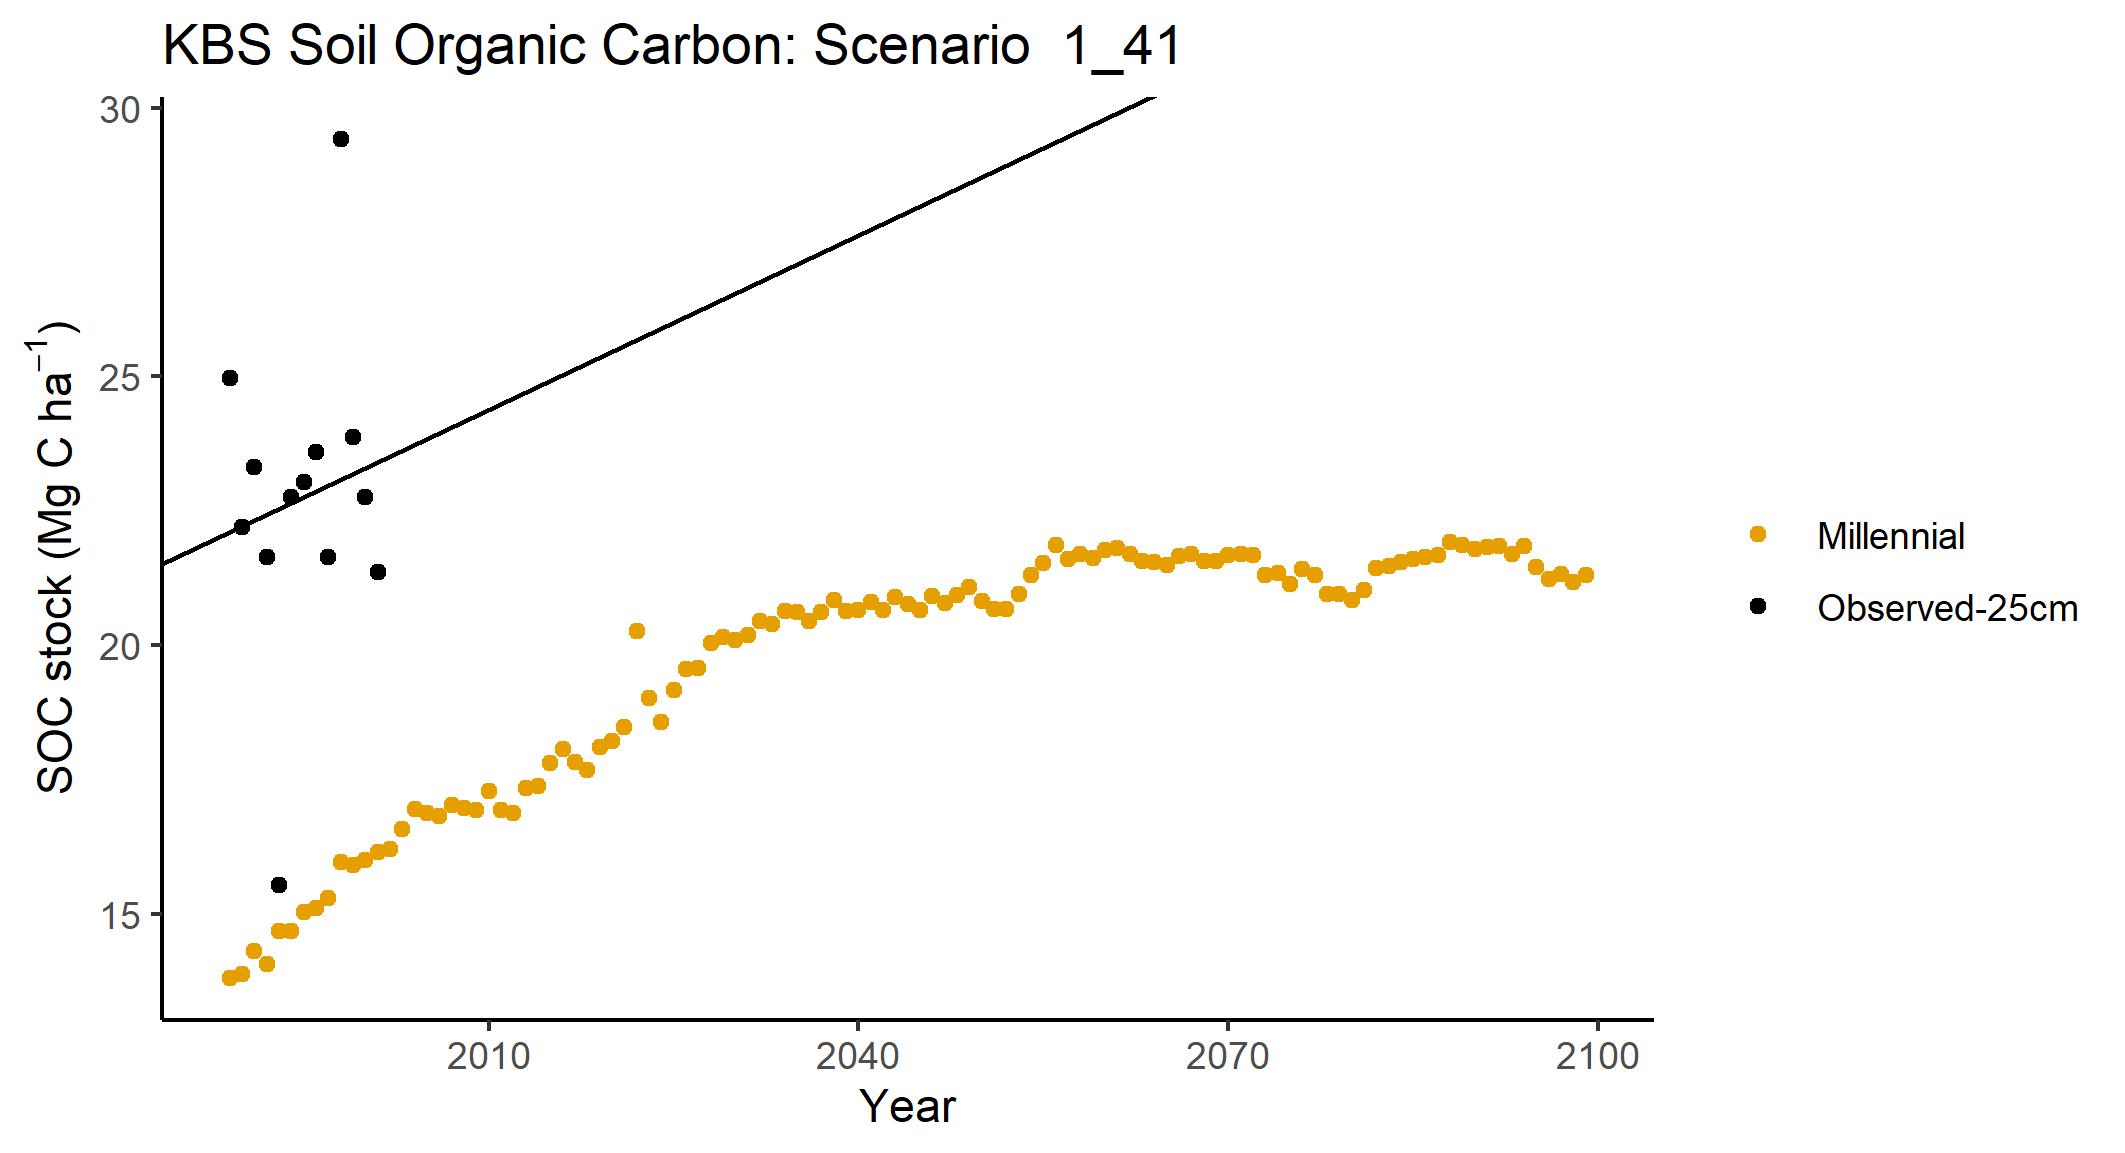 KBS Soil Organic Carbon: Scenario  1_41
30
25
20
15
SOC stock (Mg C ha⁻¹)
2010 2040 2070 2100
Year
Millennial
Observed-25cm